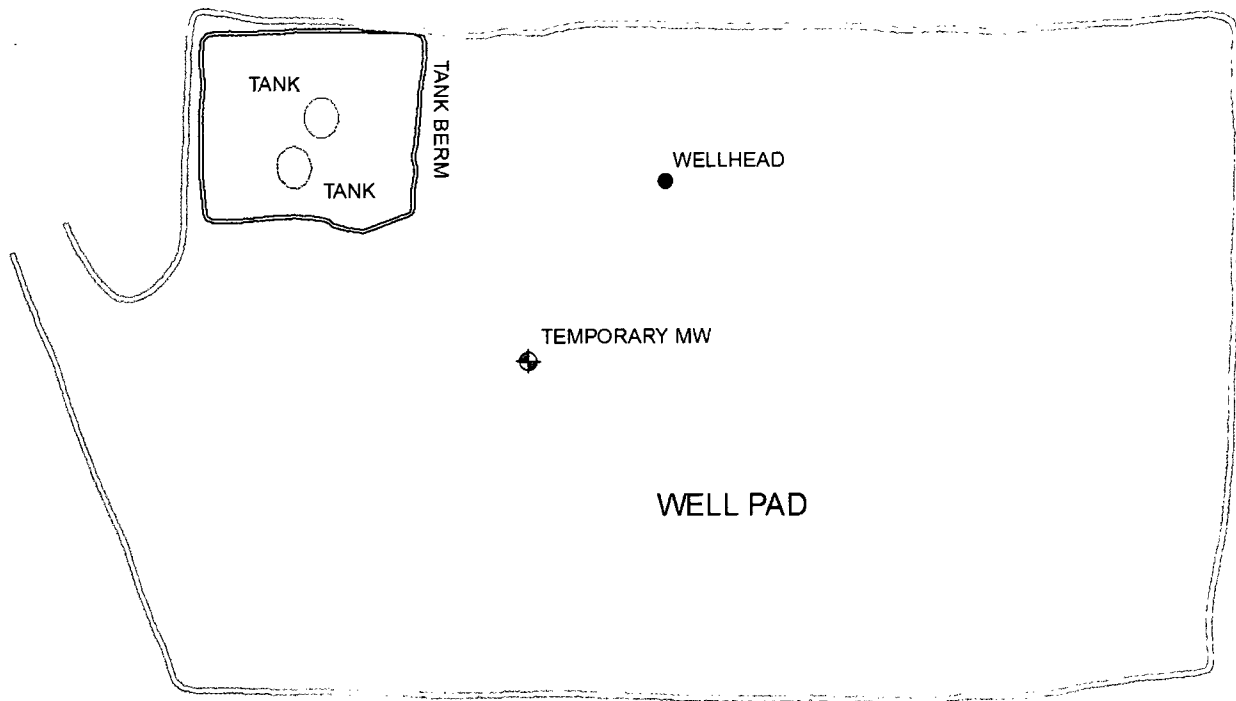 TANK
TANK
TANK BERM
WELLHEAD
TEMPORARY MW
WELL PAD